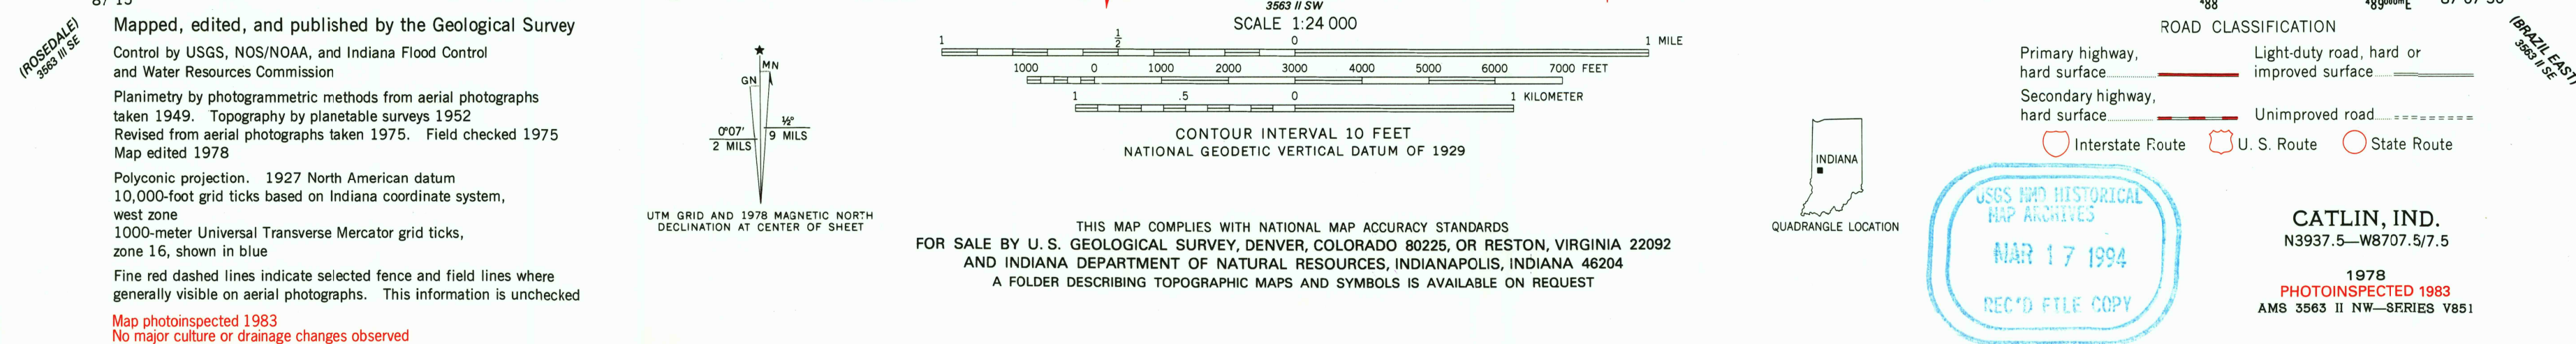 (ROSEDALE)
3563 III SE
Mapped, edited, and published by the Geological Survey
Control by USGS, NOS/NOAA, and Indiana Flood Control
and Water Resources Commission
Planimetry by photogrammetric methods from aerial photographs
taken 1949. Topography by planetable surveys 1952
Revised from aerial photographs taken 1975. Field checked 1975
Map edited 1978
Polyconic projection. 1927 North American datum
10,000-foot grid ticks based on Indiana coordinate system,
west zone
1000-meter Universal Transverse Mercator grid ticks,
zone 16, shown in blue
Fine red dashed lines indicate selected fence and field lines where
generally visible on aerial photographs. This information is unchecked
Map photoinspected 1983
No major culture or drainage changes observed
MN
GN
0°07′
2 MILS
½°
9 MILS
UTM GRID AND 1978 MAGNETIC NORTH
DECLINATION AT CENTER OF SHEET
3563 II SW
SCALE 1:24 000
1 ½ 0 1 MILE
1000 0 1000 2000 3000 4000 5000 6000 7000 FEET
1 .5 0 1 KILOMETER
CONTOUR INTERVAL 10 FEET
NATIONAL GEODETIC VERTICAL DATUM OF 1929
THIS MAP COMPLIES WITH NATIONAL MAP ACCURACY STANDARDS
FOR SALE BY U. S. GEOLOGICAL SURVEY, DENVER, COLORADO 80225, OR RESTON, VIRGINIA 22092
AND INDIANA DEPARTMENT OF NATURAL RESOURCES, INDIANAPOLIS, INDIANA 46204
A FOLDER DESCRIBING TOPOGRAPHIC MAPS AND SYMBOLS IS AVAILABLE ON REQUEST
INDIANA
QUADRANGLE LOCATION
ROAD CLASSIFICATION
Primary highway,
hard surface
Light-duty road, hard or
improved surface
Secondary highway,
hard surface
Unimproved road
Interstate Route U. S. Route State Route
(BRAZIL EAST)
3563 II SE
USGS NMD HISTORICAL
MAP ARCHIVES
MAR 17 1994
REC'D FILE COPY
CATLIN, IND.
N3937.5—W8707.5/7.5
1978
PHOTOINSPECTED 1983
AMS 3563 II NW—SERIES V851